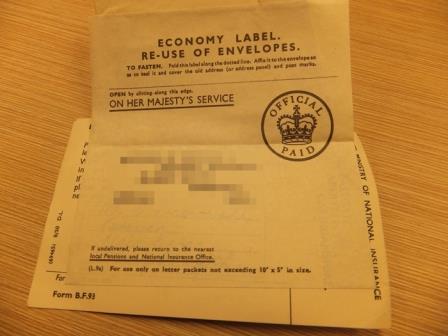 ECONOMY LABEL.
RE-USE OF ENVELOPES.
TO FASTEN. Fold this label along the dotted line. Affix it to the envelope so
as to seal it and cover the old address (or address panel) and post marks.
OPEN by slitting along this edge.
ON HER MAJESTY'S SERVICE
OFFICIAL
PAID
If undelivered, please return to the nearest
local Pensions and National Insurance Office.
(L.9a) For use only on letter packets not exceeding 10" x 5" in size.
MINISTRY OF NATIONAL INSURANCE
For
Form B.F.93